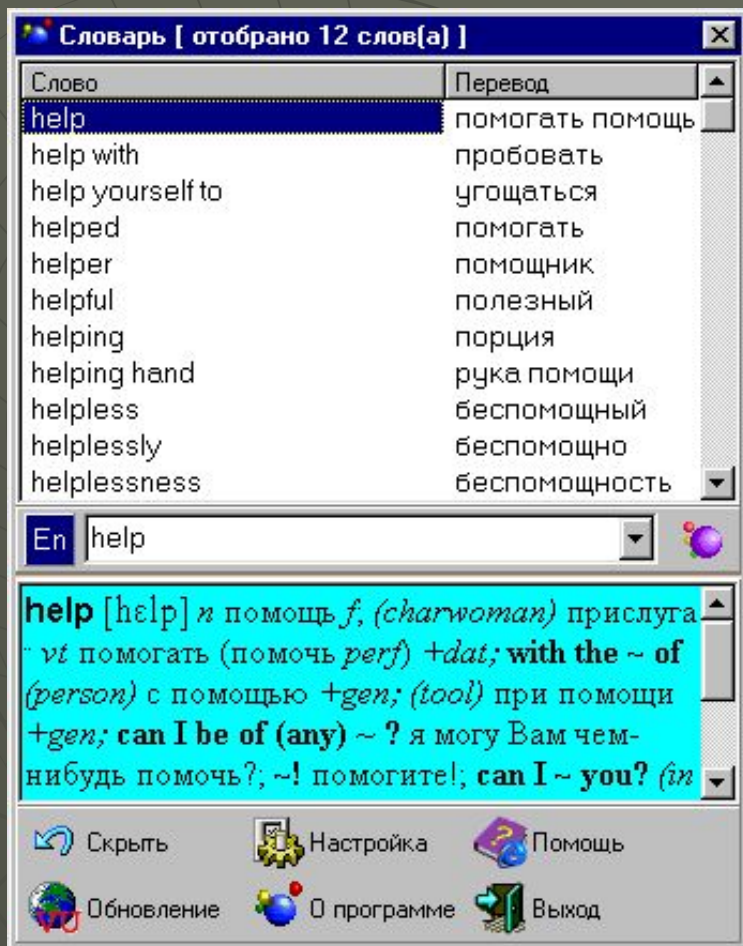 Словарь [ отобрано 12 слов(а) ]
Слово Перевод
help помогать помощь
help with пробовать
help yourself to угощаться
helped помогать
helper помощник
helpful полезный
helping порция
helping hand рука помощи
helpless беспомощный
helplessly беспомощно
helplessness беспомощность
En help
help [hɛlp] n помощь f; (charwoman) прислуга
vt помогать (помочь perf) +dat; with the ~ of
(person) с помощью +gen; (tool) при помощи
+gen; can I be of (any) ~ ? я могу Вам чем-
нибудь помочь?; ~! помогите!; can I ~ you? (in
Скрыть Настройка Помощь
Обновление О программе Выход